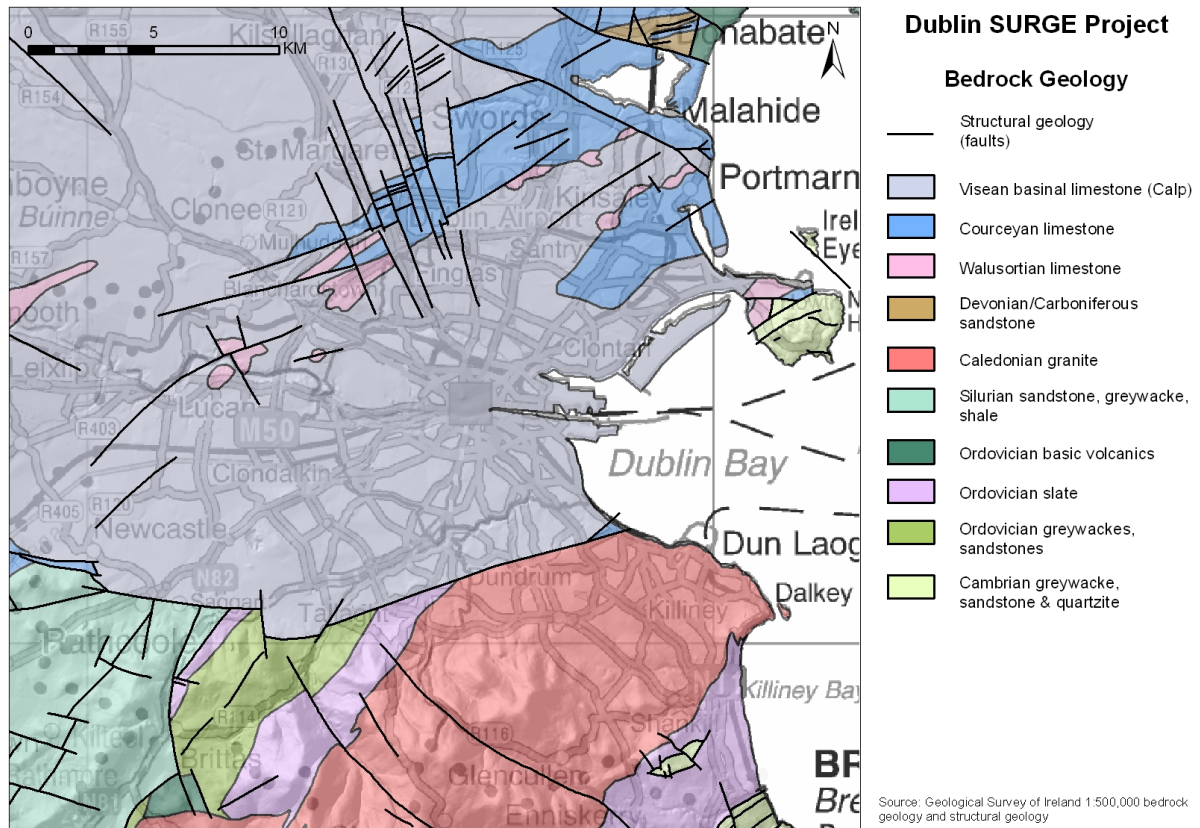 Dublin SURGE Project
Bedrock Geology
Structural geology
(faults)
Visean basinal limestone (Calp)
Courceyan limestone
Walusortian limestone
Devonian/Carboniferous
sandstone
Caledonian granite
Silurian sandstone, greywacke,
shale
Ordovician basic volcanics
Ordovician slate
Ordovician greywackes,
sandstones
Cambrian greywacke,
sandstone & quartzite
Source: Geological Survey of Ireland 1:500,000 bedrock
geology and structural geology
0 5 10
KM
N
R155
R125
R154
Swords
Malahide
St. Margarets
Portmarn
Kinsaley
Buinne
Clonee
R121
Dublin Airport
Santry
Irel
Eye
R157
Finglas
Blanchardstown
Leixlip
Clontarf
Lucan
M50
R403
Clondalkin
Dublin Bay
R405
R120
Newcastle
Dun Laog
N82
Dundrum
Dalkey
Saggart
Killiney
Rathcoole
Killiney Bay
R114
R116
Brittas
Glencullen
BR
Bre
Enniskerry